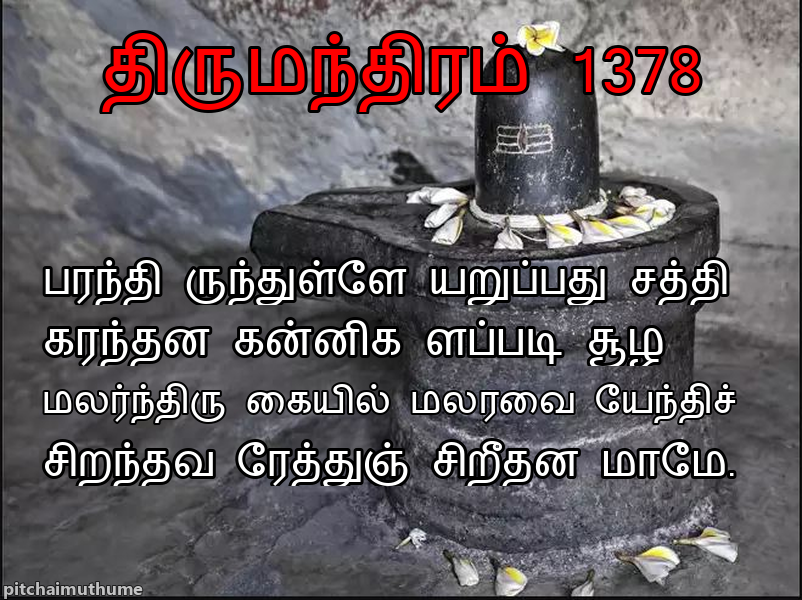 திருமந்திரம் 1378
பரந்தி ருந்துள்ளே யறுப்பது சத்தி
கரந்தன கன்னிக ளப்படி சூழ
மலர்ந்திரு கையில் மலரவை யேந்திச்
சிறந்தவ ரேத்துஞ் சிறீதன மாமே.
pitchaimuthume